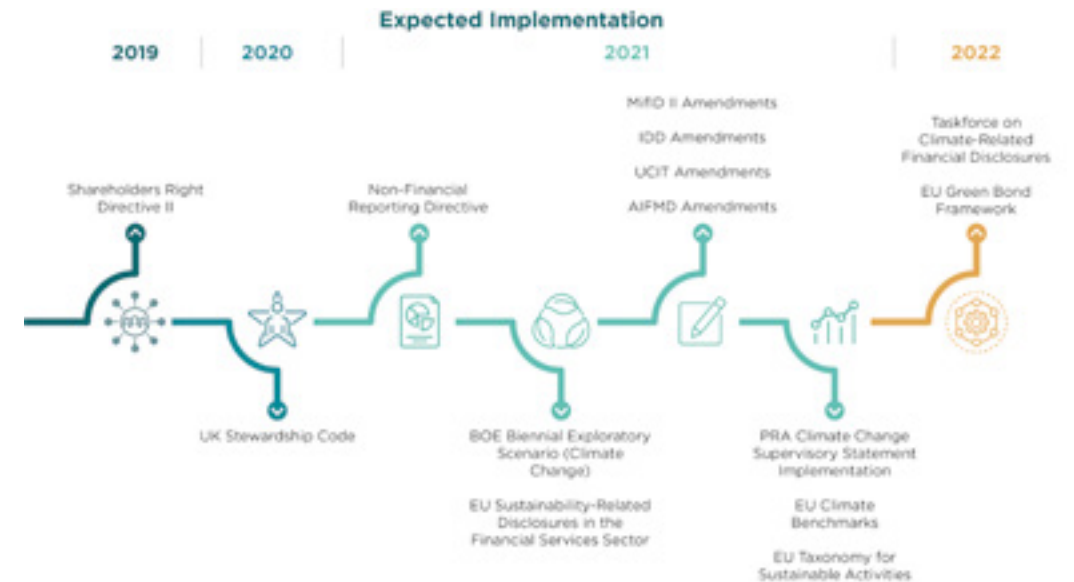 Expected Implementation
2019
2020
2021
2022
Shareholders Right
Directive II
UK Stewardship Code
Non-Financial
Reporting Directive
BOE Biennial Exploratory
Scenario (Climate
Change)
EU Sustainability-Related
Disclosures in the
Financial Services Sector
MifID II Amendments
IDD Amendments
UCIT Amendments
AIFMD Amendments
PRA Climate Change
Supervisory Statement
Implementation
EU Climate
Benchmarks
EU Taxonomy for
Sustainable Activities
Taskforce on
Climate-Related
Financial Disclosures
EU Green Bond
Framework